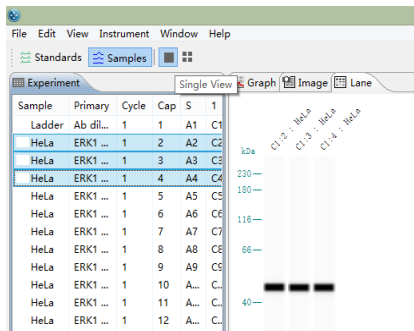 File Edit View Instrument Window Help
Standards Samples
Experiment Single View Graph Image Lane
Sample Primary Cycle Cap S 1
Ladder Ab dil... 1 1 A1 C1
HeLa ERK1 ... 1 2 A2 C2
HeLa ERK1 ... 1 3 A3 C3
HeLa ERK1 ... 1 4 A4 C4
HeLa ERK1 ... 1 5 A5 C5
HeLa ERK1 ... 1 6 A6 C6
HeLa ERK1 ... 1 7 A7 C7
HeLa ERK1 ... 1 8 A8 C8
HeLa ERK1 ... 1 9 A9 C9
HeLa ERK1 ... 1 10 A... C...
HeLa ERK1 ... 1 11 A... C...
HeLa ERK1 ... 1 12 A... C...
C1:2 : HeLa
C1:3 : HeLa
C1:4 : HeLa
kDa
230
180
116
66
40